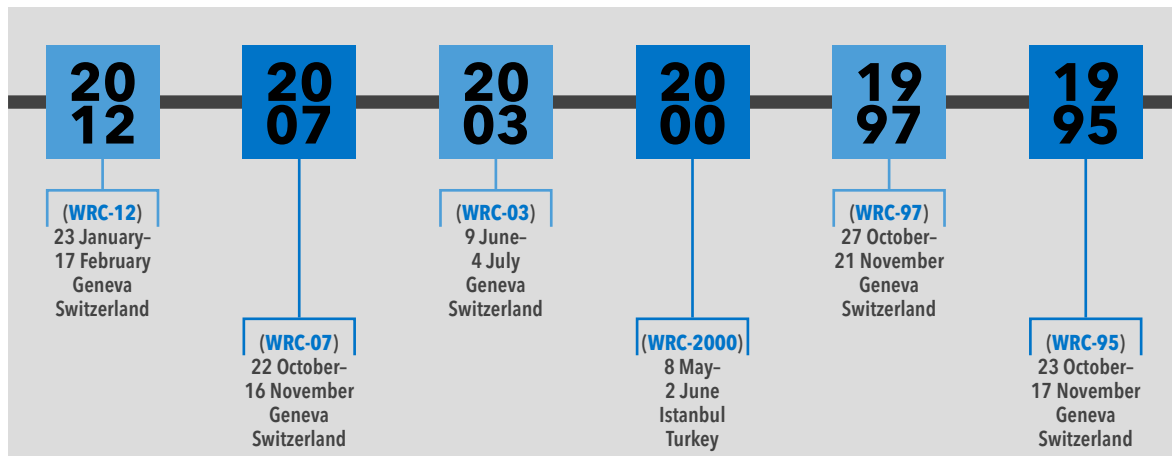 20
12
(WRC-12)
23 January–
17 February
Geneva
Switzerland
20
07
(WRC-07)
22 October–
16 November
Geneva
Switzerland
20
03
(WRC-03)
9 June–
4 July
Geneva
Switzerland
20
00
(WRC-2000)
8 May–
2 June
Istanbul
Turkey
19
97
(WRC-97)
27 October–
21 November
Geneva
Switzerland
19
95
(WRC-95)
23 October–
17 November
Geneva
Switzerland